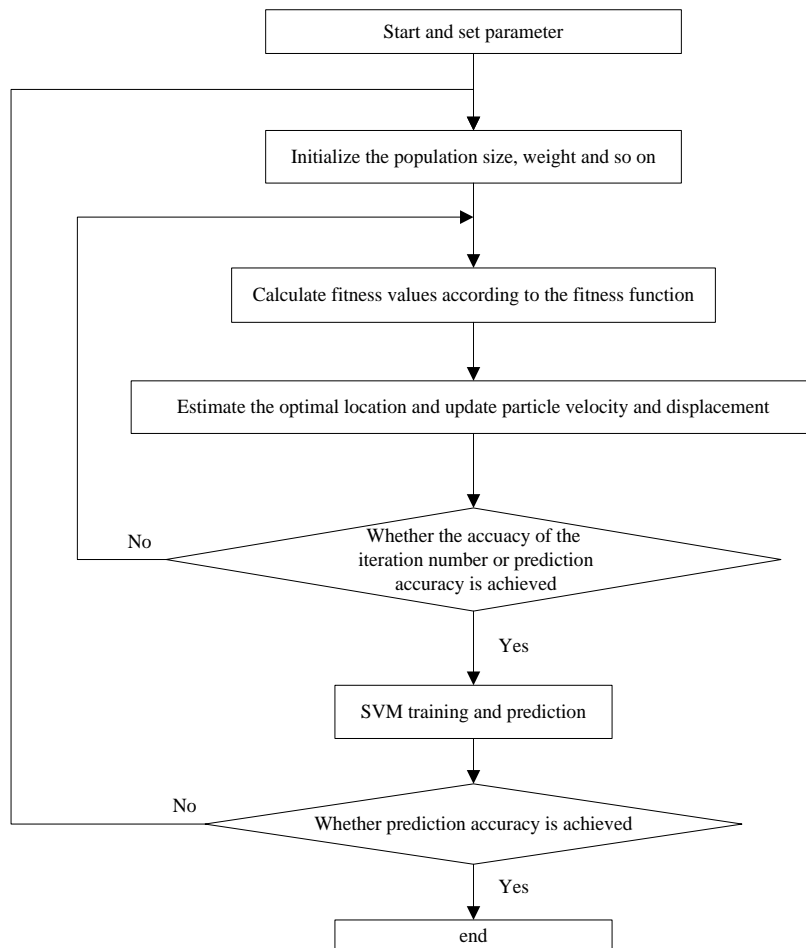 Start and set parameter
Initialize the population size, weight and so on
Calculate fitness values according to the fitness function
Estimate the optimal location and update particle velocity and displacement
No
Whether the accuacy of the
iteration number or prediction
accuracy is achieved
Yes
SVM training and prediction
No
Whether prediction accuracy is achieved
Yes
end